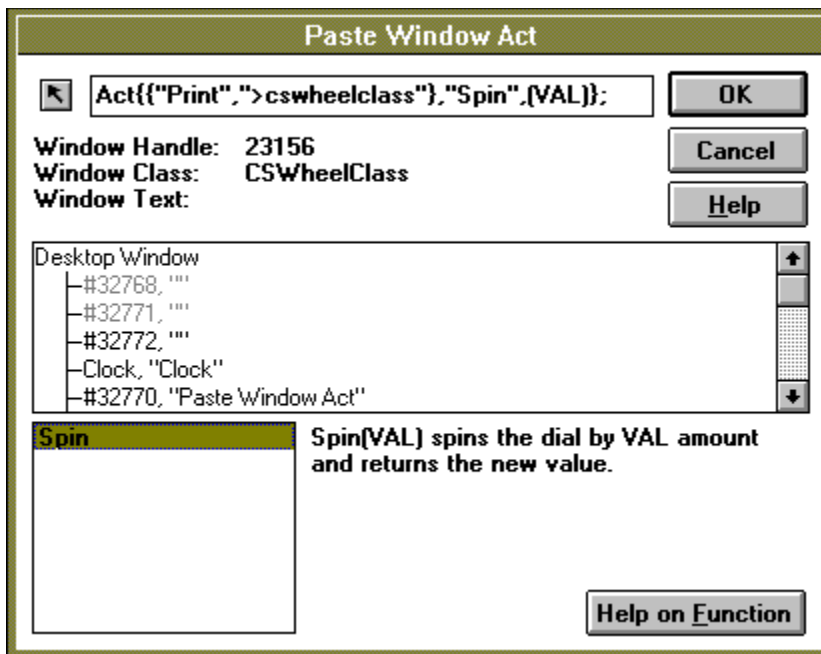 Paste Window Act
Act{{"Print",">cswheelclass"},"Spin",(VAL)};
OK
Window Handle: 23156
Window Class: CSWheelClass
Window Text:
Cancel
Help
Desktop Window
#32768, ""
#32771, ""
#32772, ""
Clock, "Clock"
#32770, "Paste Window Act"
Spin
Spin(VAL) spins the dial by VAL amount
and returns the new value.
Help on Function